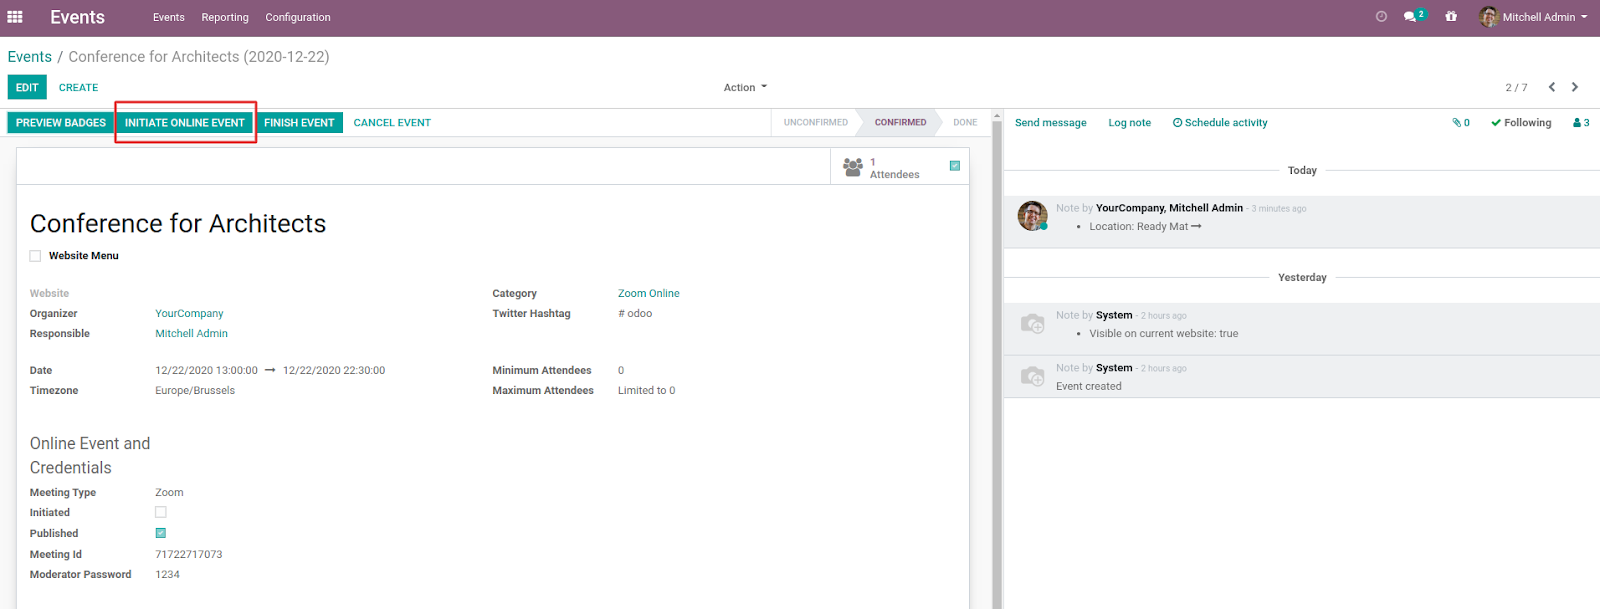 Events Events Reporting Configuration 2 Mitchell Admin
Events / Conference for Architects (2020-12-22)
EDIT CREATE Action 2 / 7
PREVIEW BADGES INITIATE ONLINE EVENT FINISH EVENT CANCEL EVENT UNCONFIRMED CONFIRMED DONE
1
Attendees
Conference for Architects
Website Menu
Website
Organizer YourCompany
Responsible Mitchell Admin
Category Zoom Online
Twitter Hashtag # odoo
Date 12/22/2020 13:00:00 → 12/22/2020 22:30:00
Timezone Europe/Brussels
Minimum Attendees 0
Maximum Attendees Limited to 0
Online Event and
Credentials
Meeting Type Zoom
Initiated
Published
Meeting Id 71722717073
Moderator Password 1234
Send message Log note Schedule activity 0 Following 3
Today
Note by YourCompany, Mitchell Admin - 3 minutes ago
• Location: Ready Mat →
Yesterday
Note by System - 2 hours ago
• Visible on current website: true
Note by System - 2 hours ago
Event created